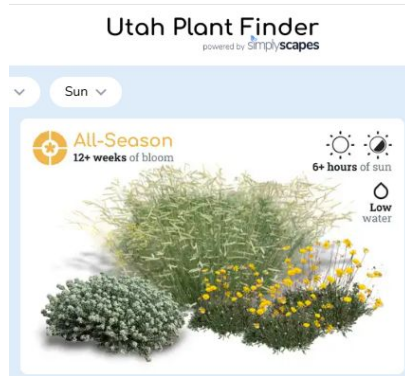 Utah Plant Finder
powered by simplyscapes
Sun
All-Season
12+ weeks of bloom
6+ hours of sun
Low
water